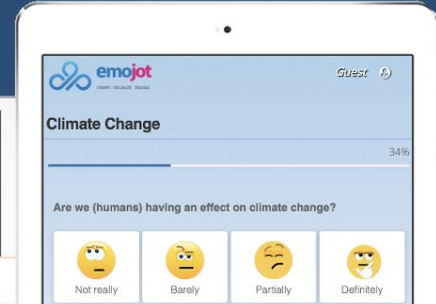 emojot
Guest
Climate Change
34%
Are we (humans) having an effect on climate change?
Not really
Barely
Partially
Definitely